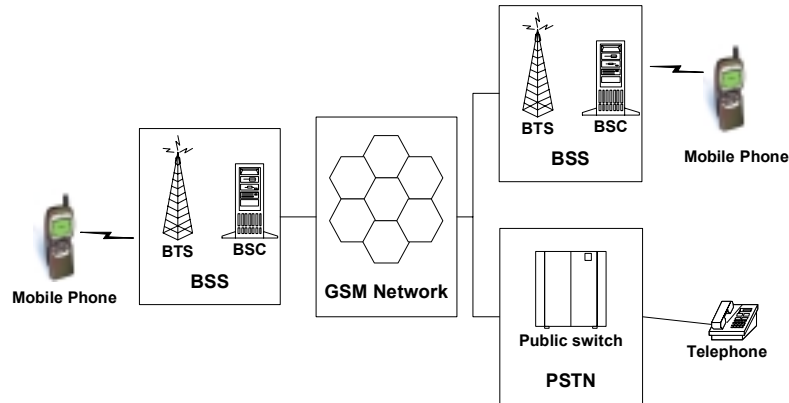 BTS
BSC
BSS
Mobile Phone
BTS
BSC
BSS
Mobile Phone
GSM Network
Public switch
PSTN
Telephone